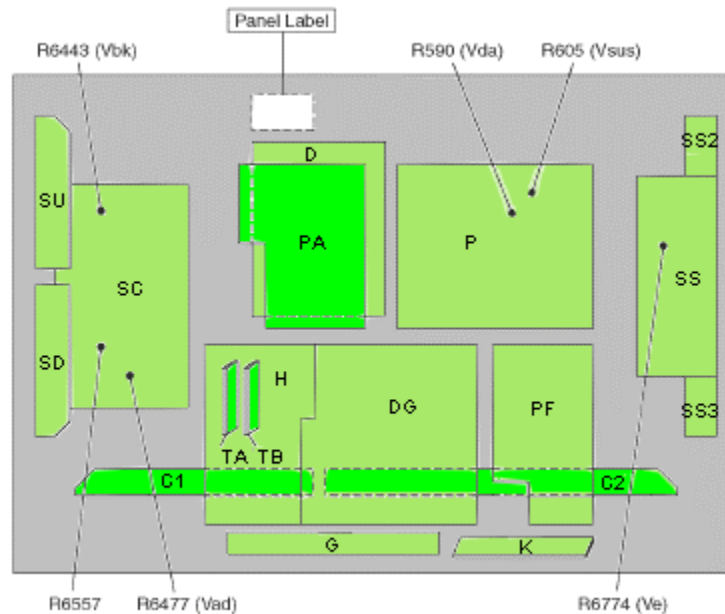 Panel Label
R6443 (Vbk)
R590 (Vda)
R605 (Vsus)
D
SS2
SU
PA
P
SC
SS
SD
H
DG
PF
SS3
TA
TB
C1
C2
G
K
R6557
R6477 (Vad)
R6774 (Ve)